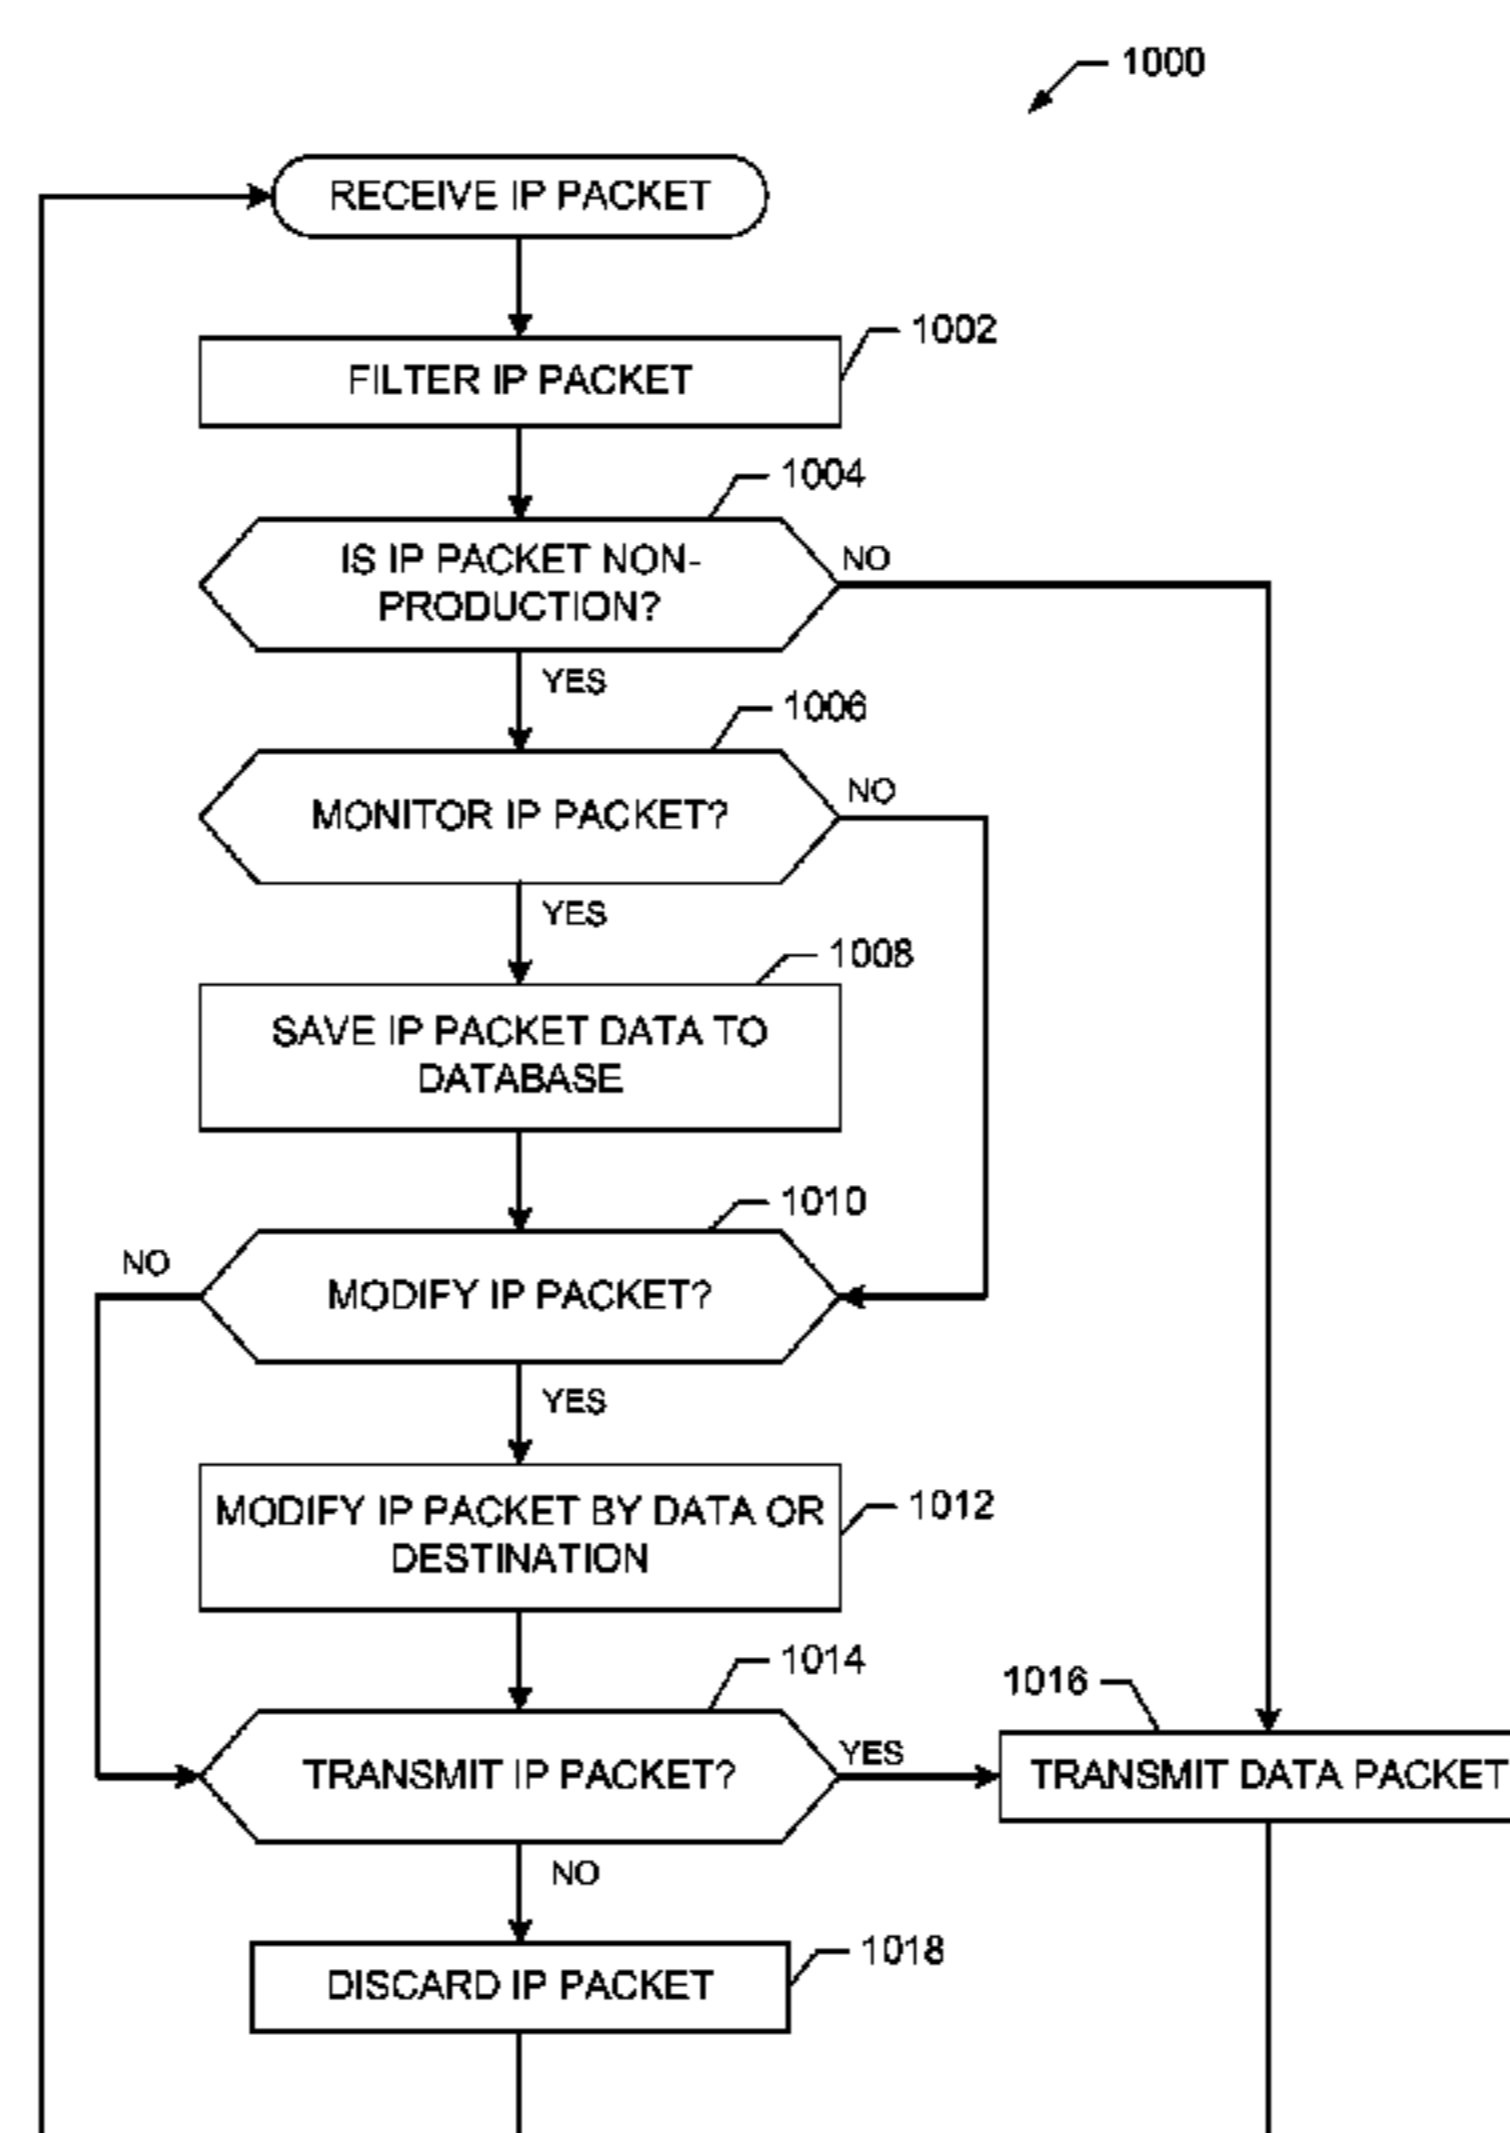 1000
RECEIVE IP PACKET
1002
FILTER IP PACKET
1004
IS IP PACKET NON-
PRODUCTION?
NO
YES
1006
MONITOR IP PACKET?
NO
YES
1008
SAVE IP PACKET DATA TO
DATABASE
1010
NO
MODIFY IP PACKET?
YES
MODIFY IP PACKET BY DATA OR
DESTINATION
1012
1014
1016
TRANSMIT IP PACKET?
YES
TRANSMIT DATA PACKET
NO
1018
DISCARD IP PACKET